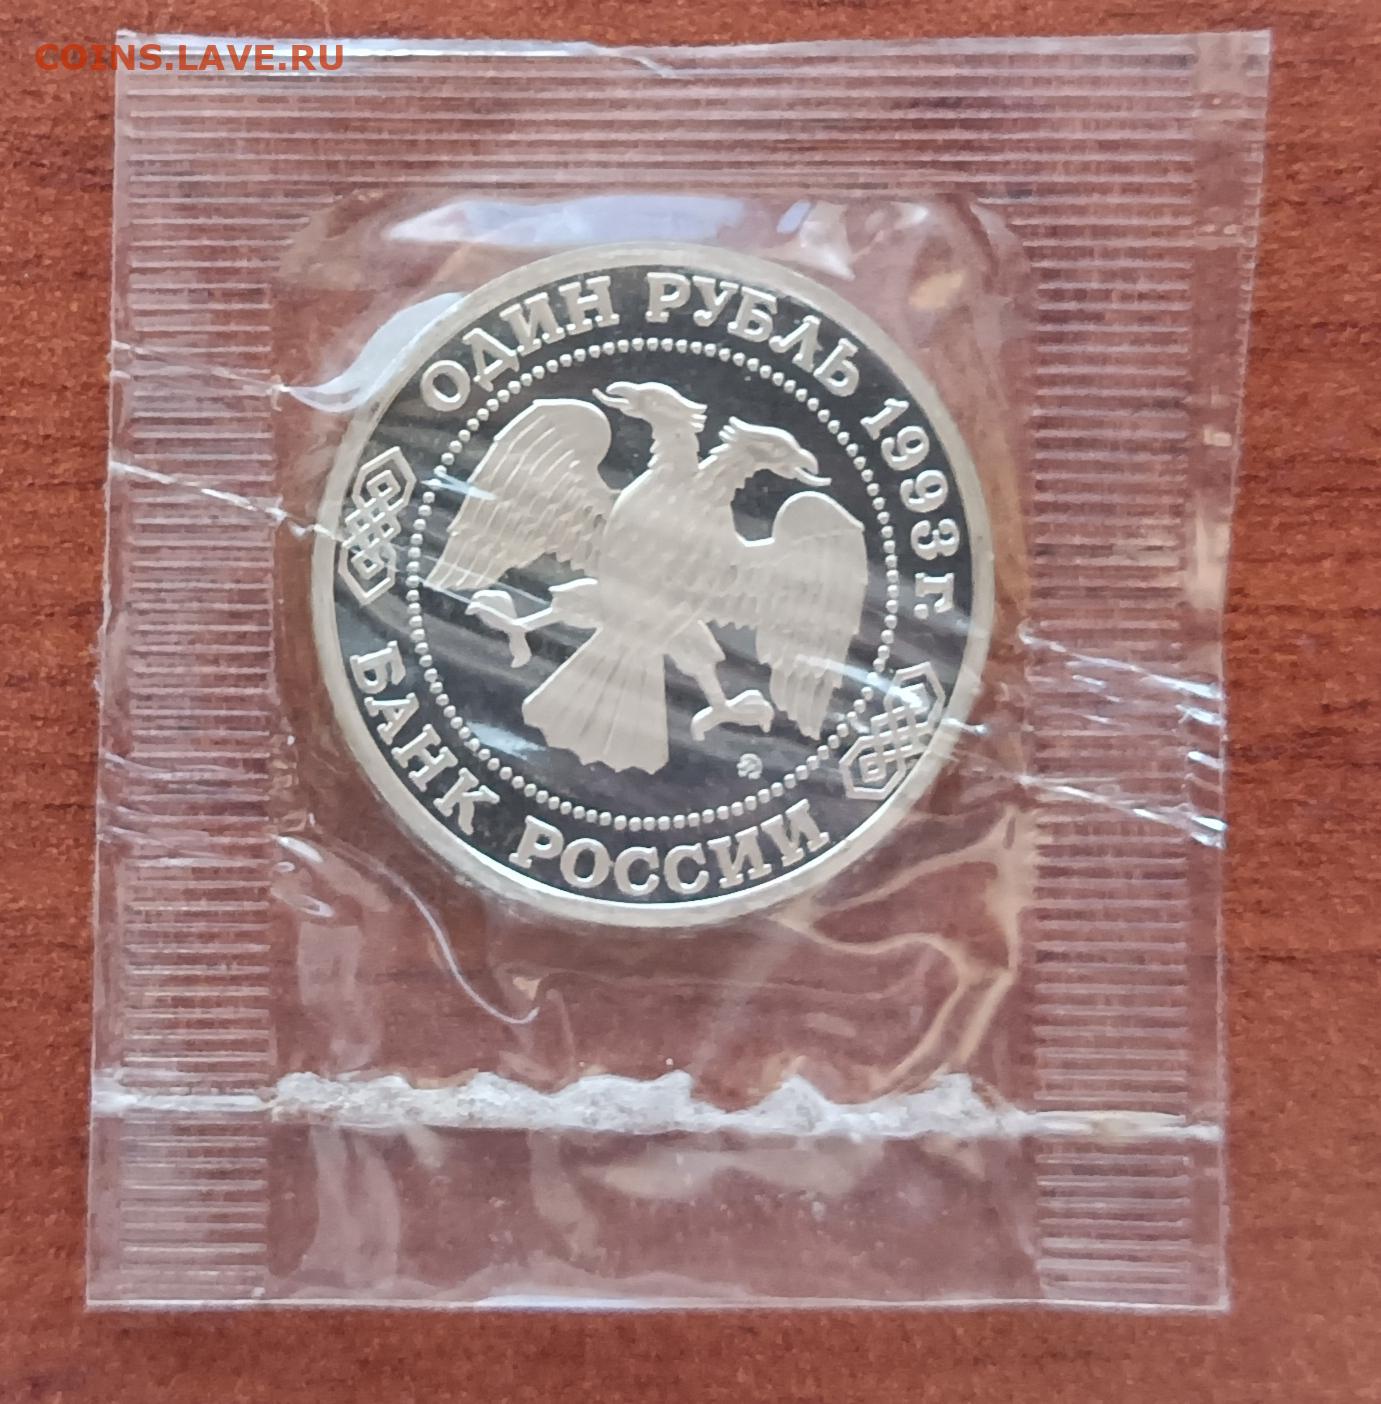 COINS.LAVE.RU
ОДИН РУБЛЬ 1993 г.
БАНК РОССИИ